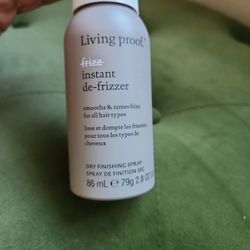 Living proof.
frizz
instant
de-frizzer
smooths & tames frizz
for all hair types
lisse et dompte les frisottis
pour tous les types de
cheveux
DRY FINISHING SPRAY
SPRAY DE FINITION SEC
86 mL ℮ 79g 2.8 oz